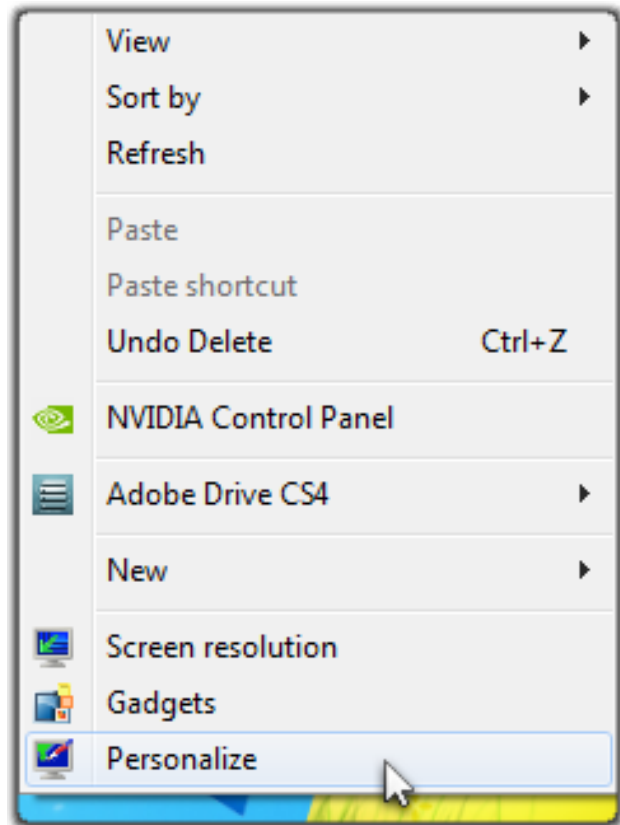 View
Sort by
Refresh
Paste
Paste shortcut
Undo Delete Ctrl+Z
NVIDIA Control Panel
Adobe Drive CS4
New
Screen resolution
Gadgets
Personalize